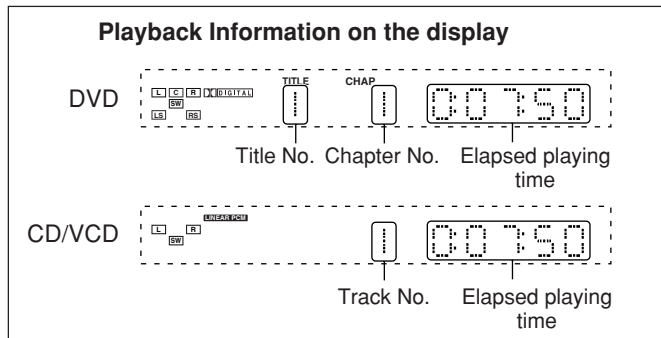 Playback Information on the display
TITLE CHAP
DVD L C R DIGITAL 1 1 0:07:50
SW
LS RS
Title No. Chapter No. Elapsed playing
time
LINEAR PCM
CD/VCD L R 1 0:07:50
SW
Track No. Elapsed playing
time